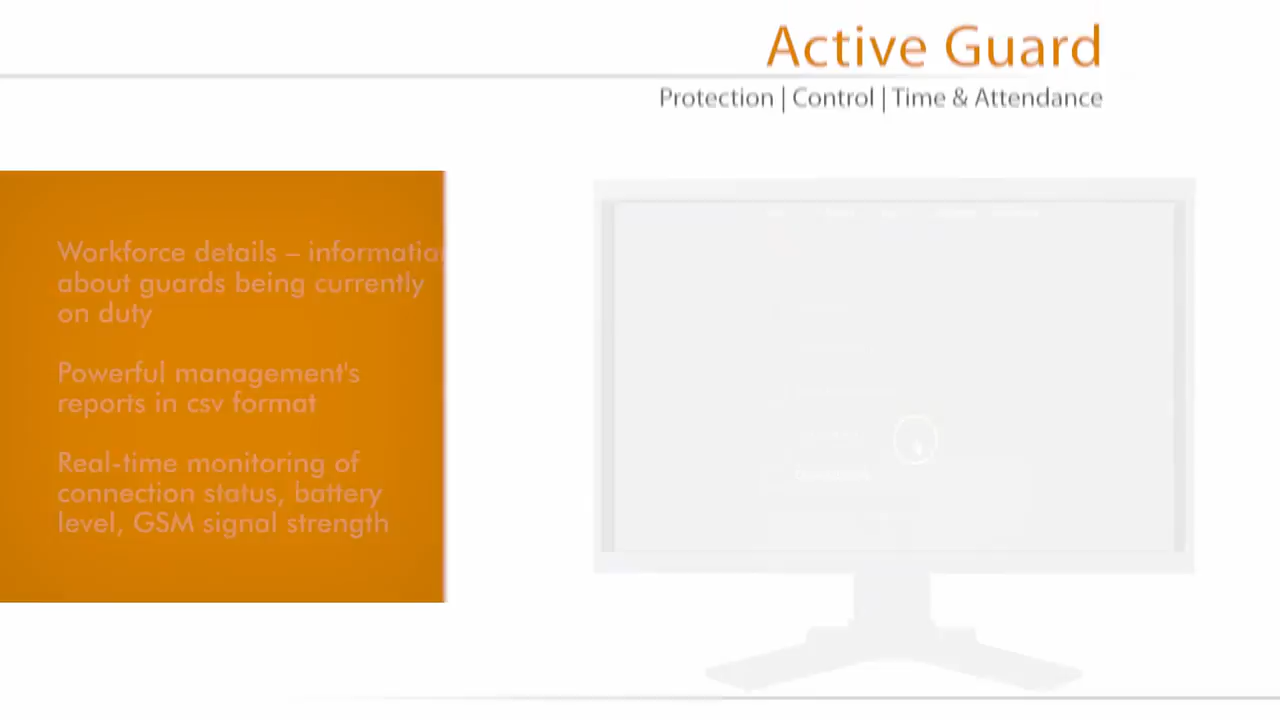 Active Guard
Protection | Control | Time & Attendance
Workforce details – information
about guards being currently
on duty
Powerful management's
reports in csv format
Real-time monitoring of
connection status, battery
level, GSM signal strength